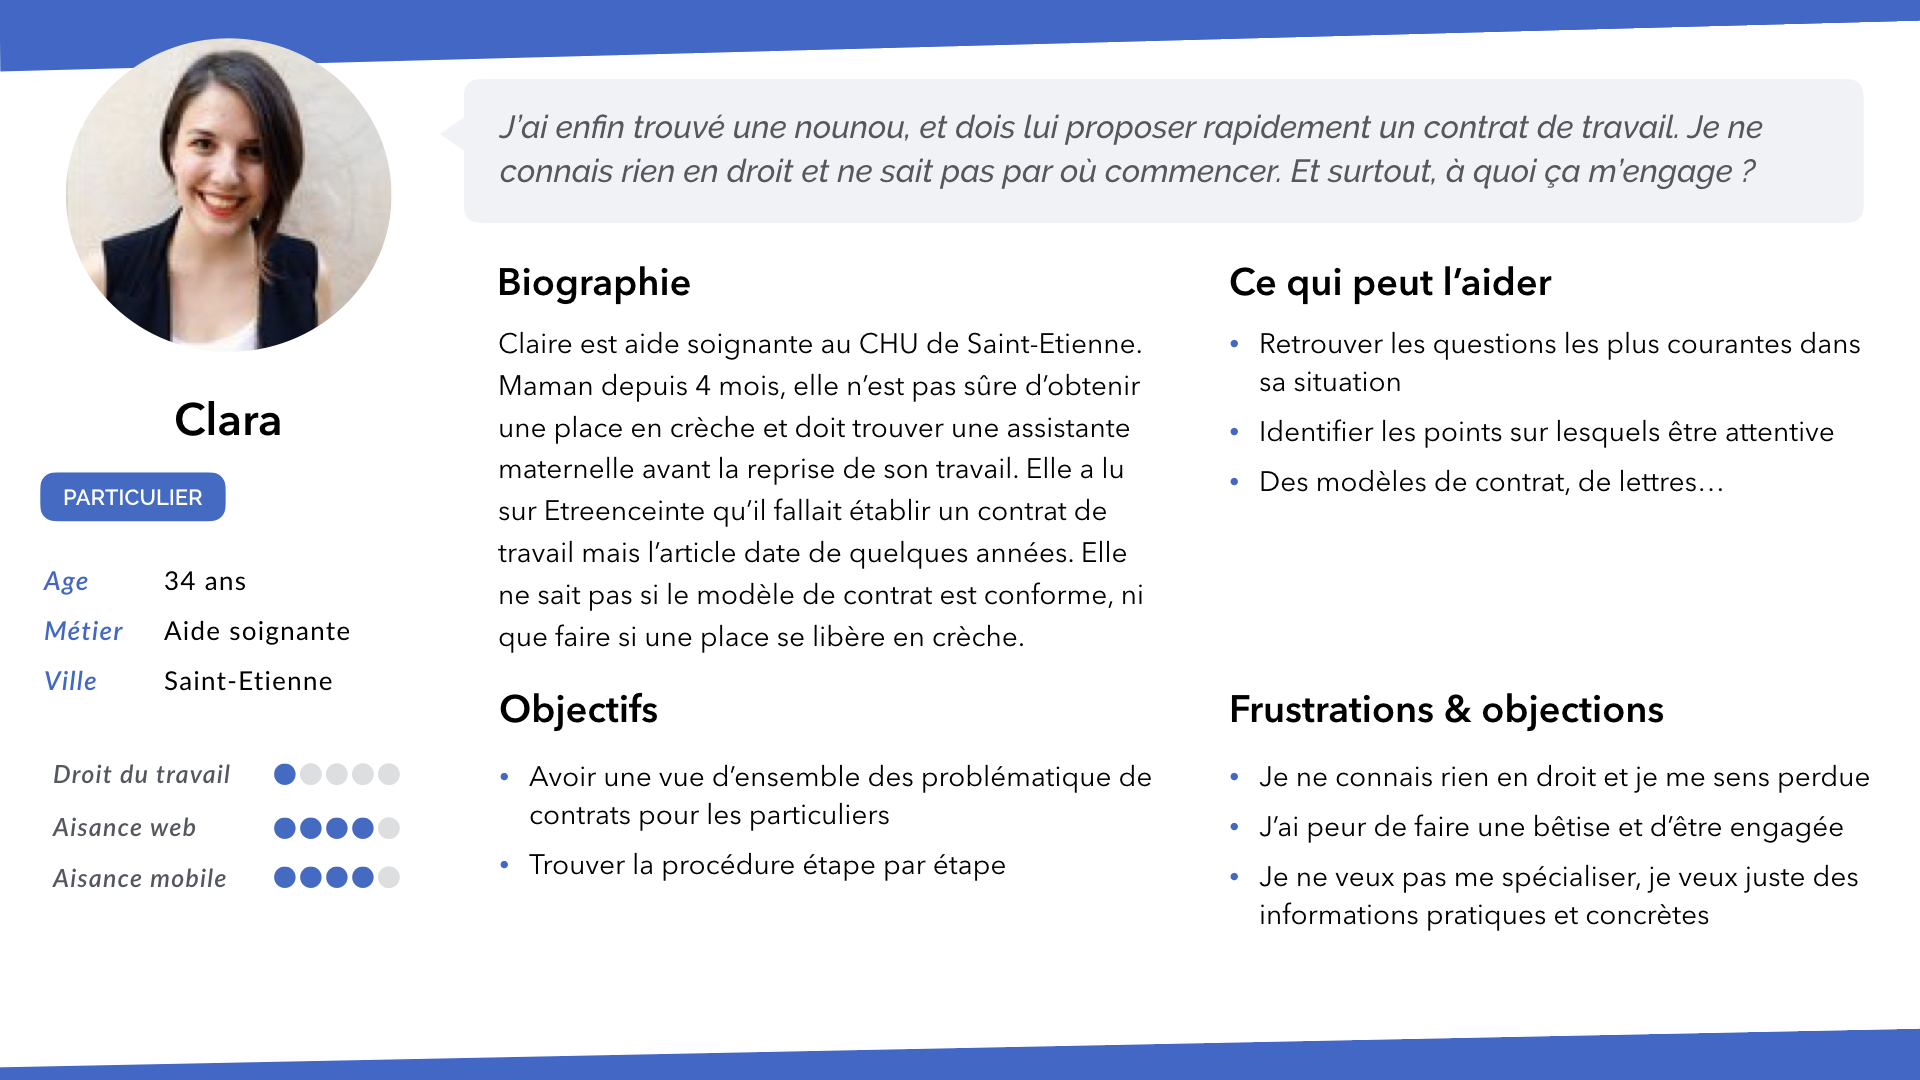 J’ai enfin trouvé une nounou, et dois lui proposer rapidement un contrat de travail. Je ne
connais rien en droit et ne sait pas par où commencer. Et surtout, à quoi ça m’engage ?
Clara
PARTICULIER
Age 34 ans
Métier Aide soignante
Ville Saint-Etienne
Droit du travail
Aisance web
Aisance mobile
Biographie
Claire est aide soignante au CHU de Saint-Etienne.
Maman depuis 4 mois, elle n’est pas sûre d’obtenir
une place en crèche et doit trouver une assistante
maternelle avant la reprise de son travail. Elle a lu
sur Etreenceinte qu’il fallait établir un contrat de
travail mais l’article date de quelques années. Elle
ne sait pas si le modèle de contrat est conforme, ni
que faire si une place se libère en crèche.
Ce qui peut l’aider
• Retrouver les questions les plus courantes dans
sa situation
• Identifier les points sur lesquels être attentive
• Des modèles de contrat, de lettres…
Objectifs
• Avoir une vue d’ensemble des problématique de
contrats pour les particuliers
• Trouver la procédure étape par étape
Frustrations & objections
• Je ne connais rien en droit et je me sens perdue
• J’ai peur de faire une bêtise et d’être engagée
• Je ne veux pas me spécialiser, je veux juste des
informations pratiques et concrètes